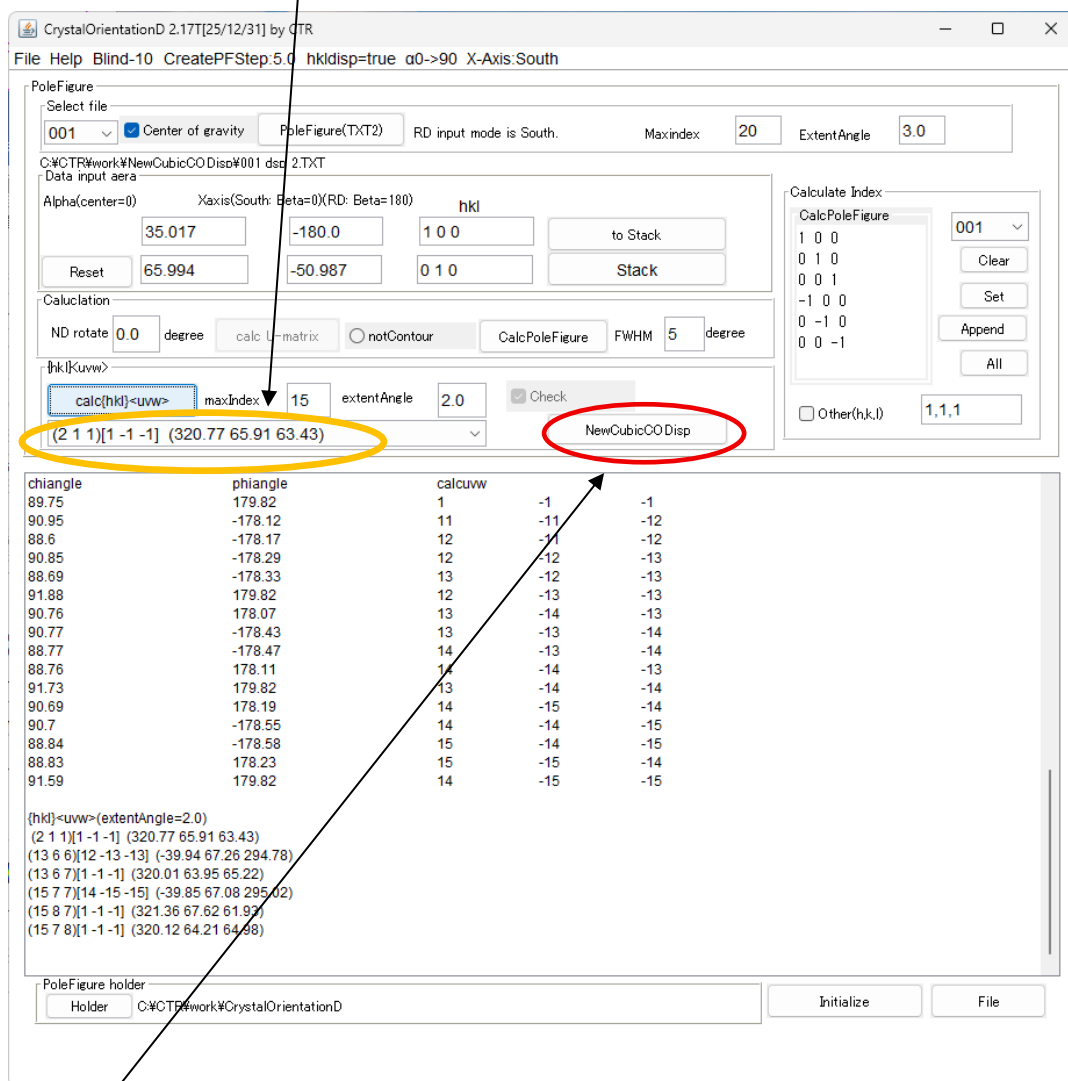 CrystalOrientationD 2.17T[25/12/31] by CTR
File Help Blind-10 CreatePFStep:5.0 hkldisp=true α0->90 X-Axis:South
PoleFigure
Select file
001 Center of gravity PoleFigure(TXT2) RD input mode is South. Maxindex 20 ExtentAngle 3.0
C:¥CTR¥work¥NewCubicCODisp¥001 dsp 2.TXT
Data input aera
Alpha(center=0) Xaxis(South: Beta=0)(RD: Beta=180) hkl
35.017 -180.0 1 0 0 to Stack
Reset 65.994 -50.987 0 1 0 Stack
Calculate Index
CalcPoleFigure
1 0 0
0 1 0
0 0 1
-1 0 0
0 -1 0
0 0 -1
001
Clear
Set
Append
All
Other(h,k,l) 1,1,1
Caluclation
ND rotate 0.0 degree calc U-matrix notContour CalcPoleFigure FWHM 5 degree
{hkl}<uvw>
calc{hkl}<uvw> maxIndex 15 extentAngle 2.0 Check
(2 1 1)[1 -1 -1] (320.77 65.91 63.43) NewCubicCODisp
chiangle phiangle calcuvw
89.75 179.82 1 -1 -1
90.95 -178.12 11 -11 -12
88.6 -178.17 12 -11 -12
90.85 -178.29 12 -12 -13
88.69 -178.33 13 -12 -13
91.88 179.82 12 -13 -13
90.76 178.07 13 -14 -13
90.77 -178.43 13 -13 -14
88.77 -178.47 14 -13 -14
88.76 178.11 14 -14 -13
91.73 179.82 13 -14 -14
90.69 178.19 14 -15 -14
90.7 -178.55 14 -14 -15
88.84 -178.58 15 -14 -15
88.83 178.23 15 -15 -14
91.59 179.82 14 -15 -15
{hkl}<uvw>(extentAngle=2.0)
(2 1 1)[1 -1 -1] (320.77 65.91 63.43)
(13 6 6)[12 -13 -13] (-39.94 67.26 294.78)
(13 6 7)[1 -1 -1] (320.01 63.95 65.22)
(15 7 7)[14 -15 -15] (-39.85 67.08 295.02)
(15 8 7)[1 -1 -1] (321.36 67.62 61.93)
(15 7 8)[1 -1 -1] (320.12 64.21 64.98)
PoleFigure holder
Holder C:¥CTR¥work¥CrystalOrientationD Initialize File